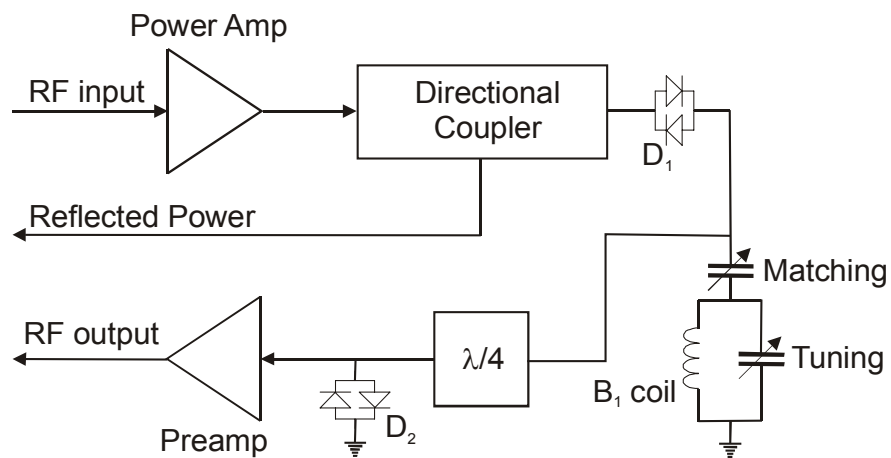 Power Amp
RF input
Directional
Coupler
D₁
Reflected Power
Matching
RF output
λ/4
Tuning
B₁ coil
D₂
Preamp